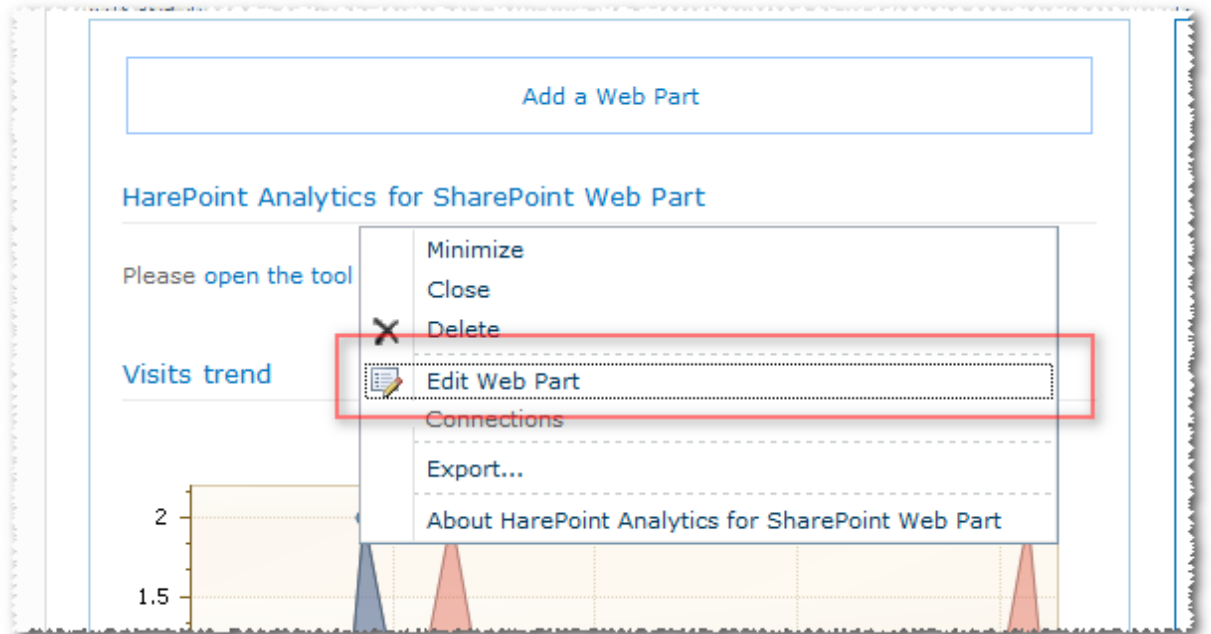 Add a Web Part
HarePoint Analytics for SharePoint Web Part
Please open the tool
Minimize
Close
Delete
Visits trend
Edit Web Part
Connections
Export...
About HarePoint Analytics for SharePoint Web Part
2
1.5